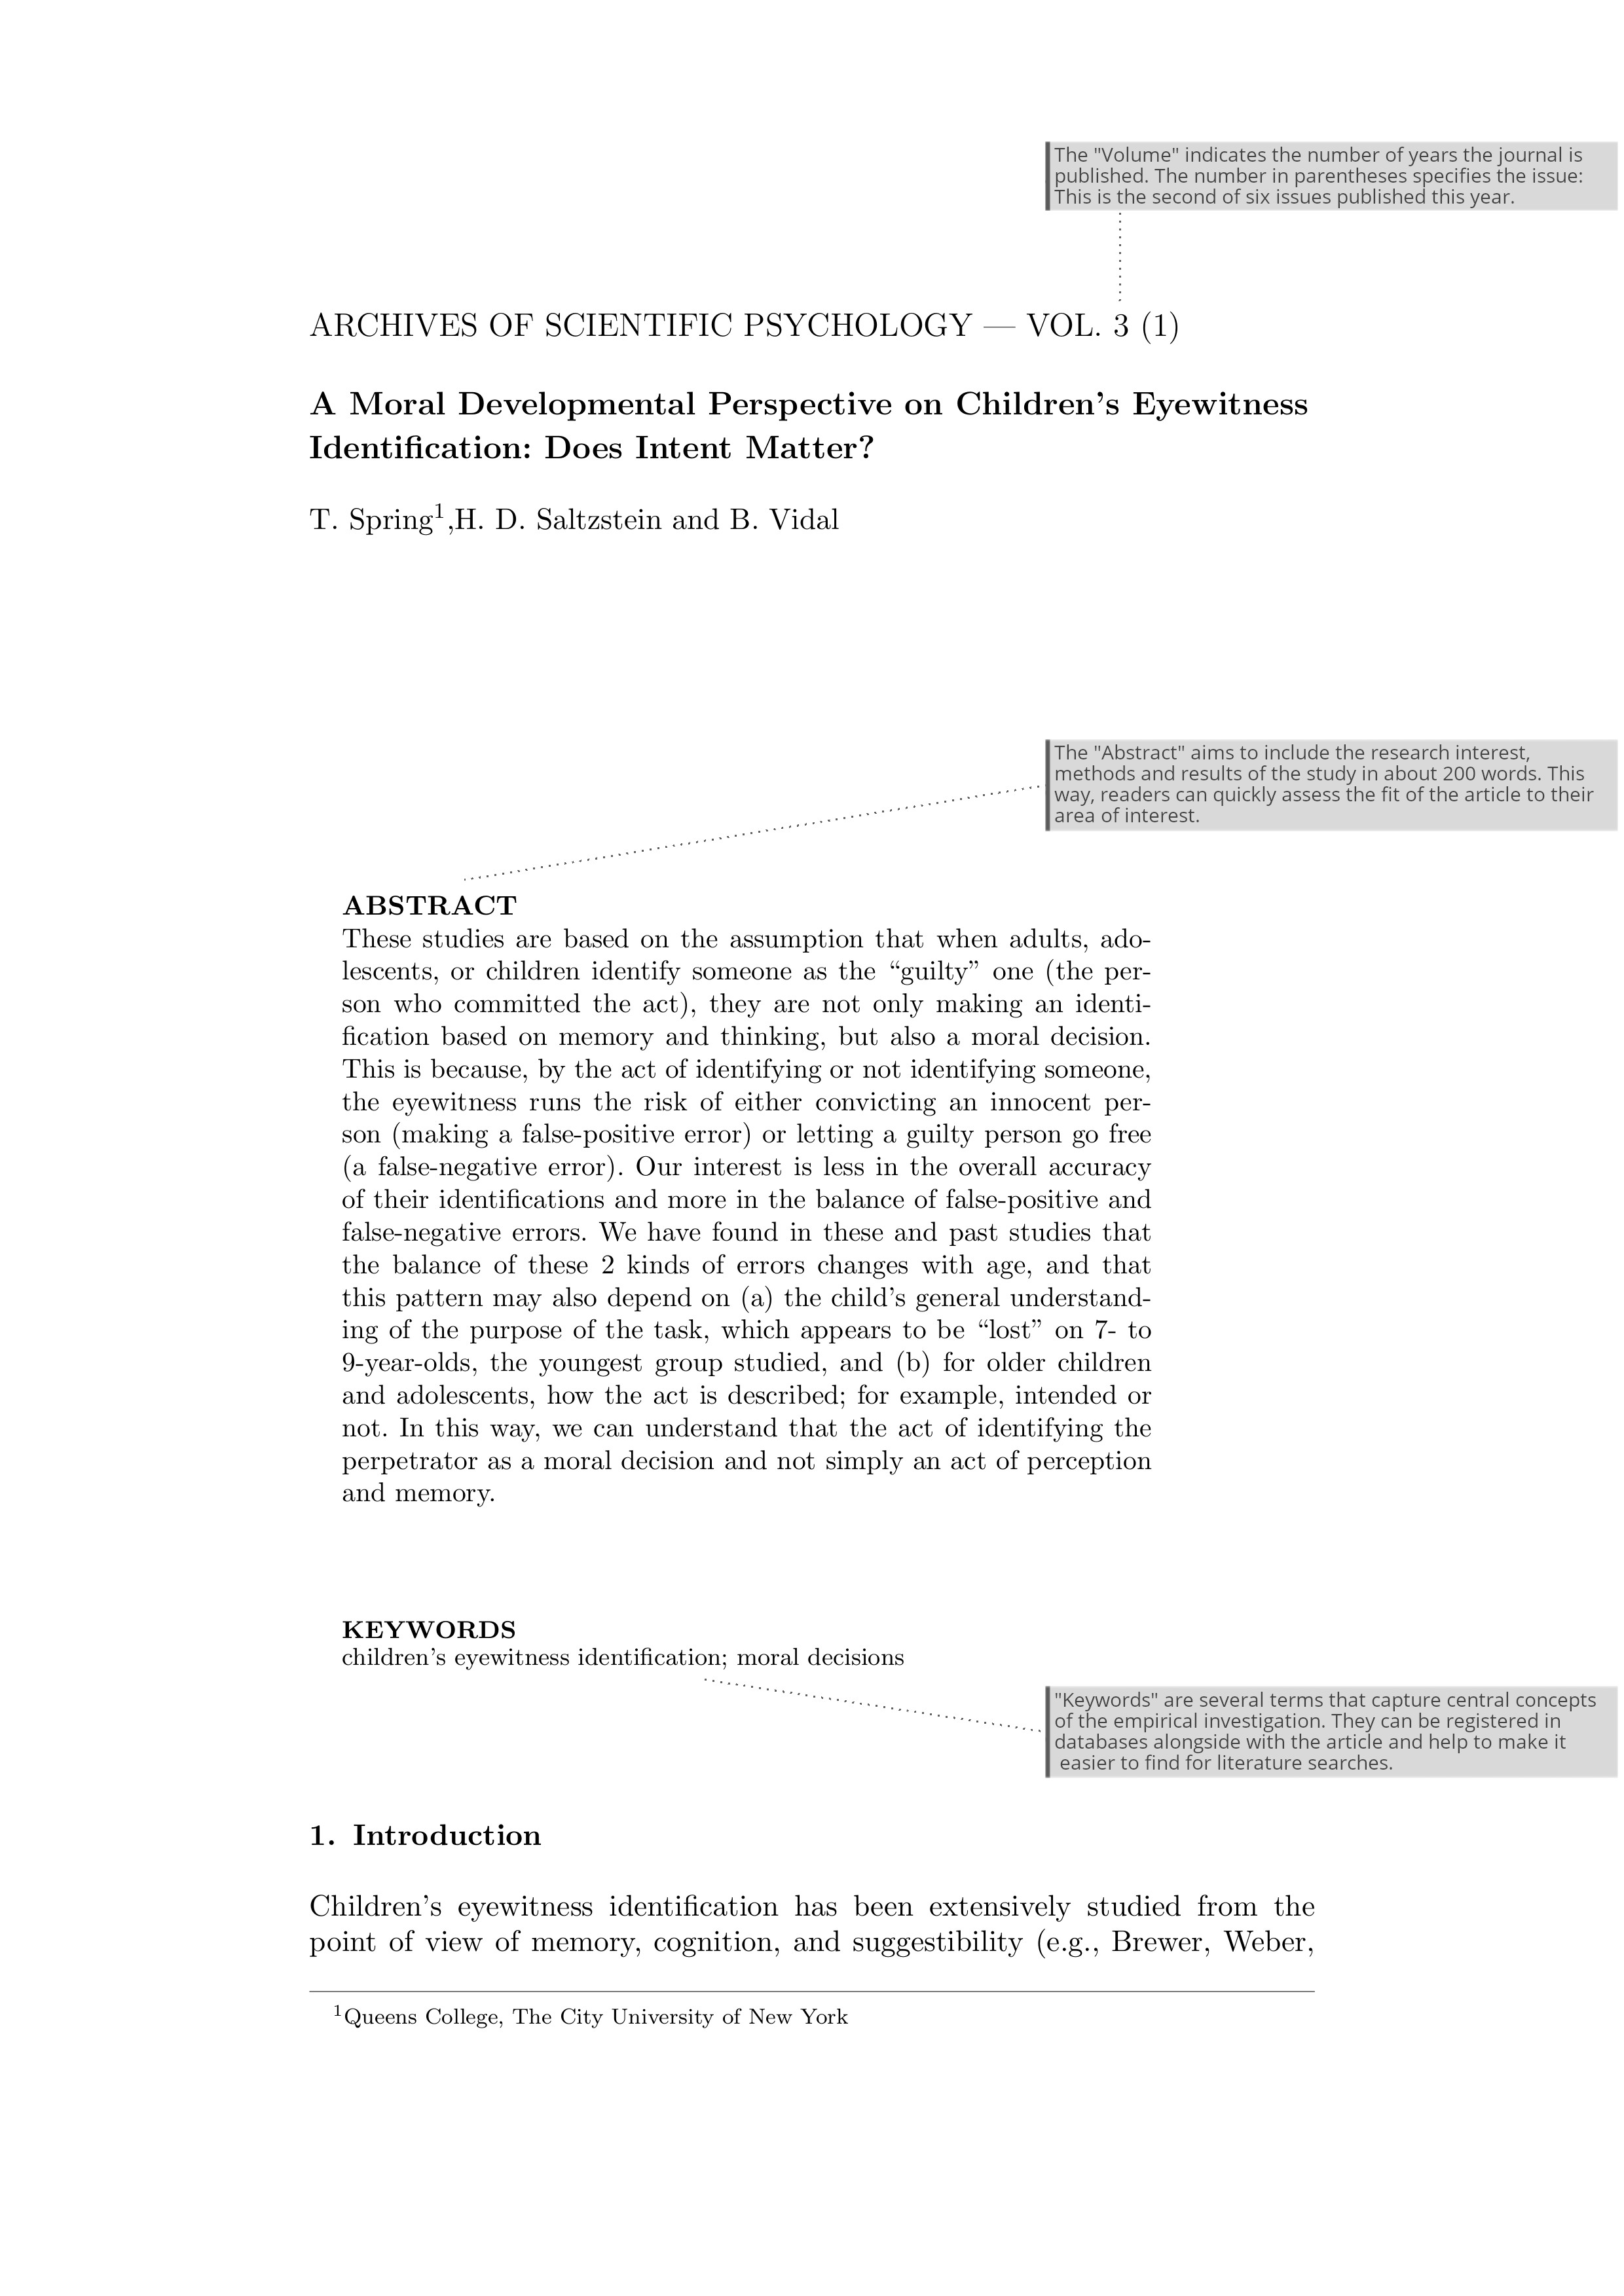 The "Volume" indicates the number of years the journal is
published. The number in parentheses specifies the issue:
This is the second of six issues published this year.
ARCHIVES OF SCIENTIFIC PSYCHOLOGY — VOL. 3 (1)
A Moral Developmental Perspective on Children's Eyewitness
Identification: Does Intent Matter?
T. Spring¹,H. D. Saltzstein and B. Vidal
The "Abstract" aims to include the research interest,
methods and results of the study in about 200 words. This
way, readers can quickly assess the fit of the article to their
area of interest.
ABSTRACT
These studies are based on the assumption that when adults, ado-
lescents, or children identify someone as the “guilty” one (the per-
son who committed the act), they are not only making an identi-
fication based on memory and thinking, but also a moral decision.
This is because, by the act of identifying or not identifying someone,
the eyewitness runs the risk of either convicting an innocent per-
son (making a false-positive error) or letting a guilty person go free
(a false-negative error). Our interest is less in the overall accuracy
of their identifications and more in the balance of false-positive and
false-negative errors. We have found in these and past studies that
the balance of these 2 kinds of errors changes with age, and that
this pattern may also depend on (a) the child's general understand-
ing of the purpose of the task, which appears to be “lost” on 7- to
9-year-olds, the youngest group studied, and (b) for older children
and adolescents, how the act is described; for example, intended or
not. In this way, we can understand that the act of identifying the
perpetrator as a moral decision and not simply an act of perception
and memory.
KEYWORDS
children's eyewitness identification; moral decisions
"Keywords" are several terms that capture central concepts
of the empirical investigation. They can be registered in
databases alongside with the article and help to make it
easier to find for literature searches.
1. Introduction
Children's eyewitness identification has been extensively studied from the
point of view of memory, cognition, and suggestibility (e.g., Brewer, Weber,
¹Queens College, The City University of New York